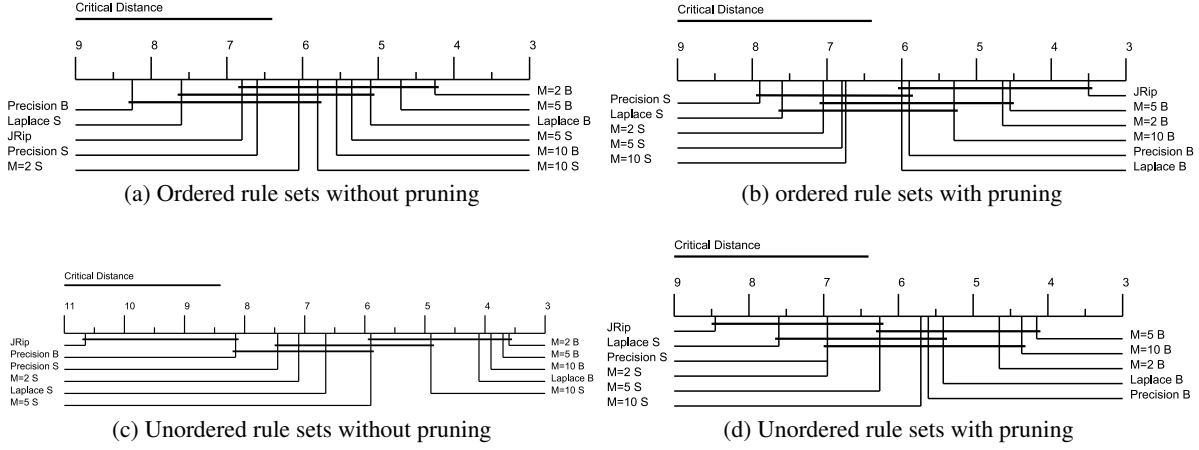 Critical Distance
9 8 7 6 5 4 3
Precision B
Laplace S
JRip
Precision S
M=2 S
M=2 B
M=5 B
Laplace B
M=5 S
M=10 B
M=10 S
(a) Ordered rule sets without pruning
Critical Distance
9 8 7 6 5 4 3
Precision S
Laplace S
M=2 S
M=5 S
M=10 S
JRip
M=5 B
M=2 B
M=10 B
Precision B
Laplace B
(b) ordered rule sets with pruning
Critical Distance
11 10 9 8 7 6 5 4 3
JRip
Precision B
Precision S
M=2 S
Laplace S
M=5 S
M=2 B
M=5 B
M=10 B
Laplace B
M=10 S
(c) Unordered rule sets without pruning
Critical Distance
9 8 7 6 5 4 3
JRip
Laplace S
Precision S
M=2 S
M=5 S
M=10 S
M=5 B
M=10 B
M=2 B
Laplace B
Precision B
(d) Unordered rule sets with pruning